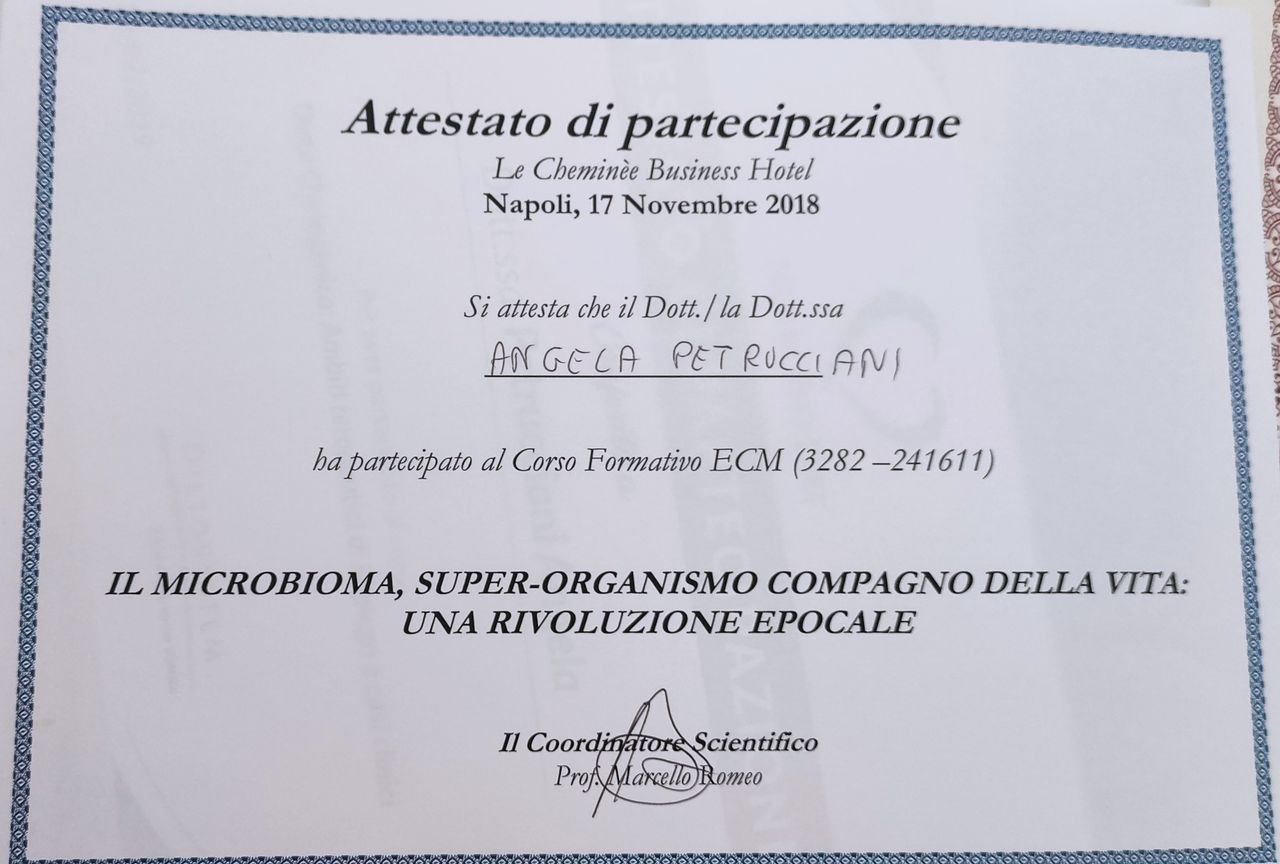 Attestato di partecipazione
Le Cheminèe Business Hotel
Napoli, 17 Novembre 2018
Si attesta che il Dott./la Dott.ssa
ANGELA PETRUCCIANI
ha partecipato al Corso Formativo ECM (3282 –241611)
IL MICROBIOMA, SUPER-ORGANISMO COMPAGNO DELLA VITA:
UNA RIVOLUZIONE EPOCALE
Il Coordinatore Scientifico
Prof. Marcello Romeo